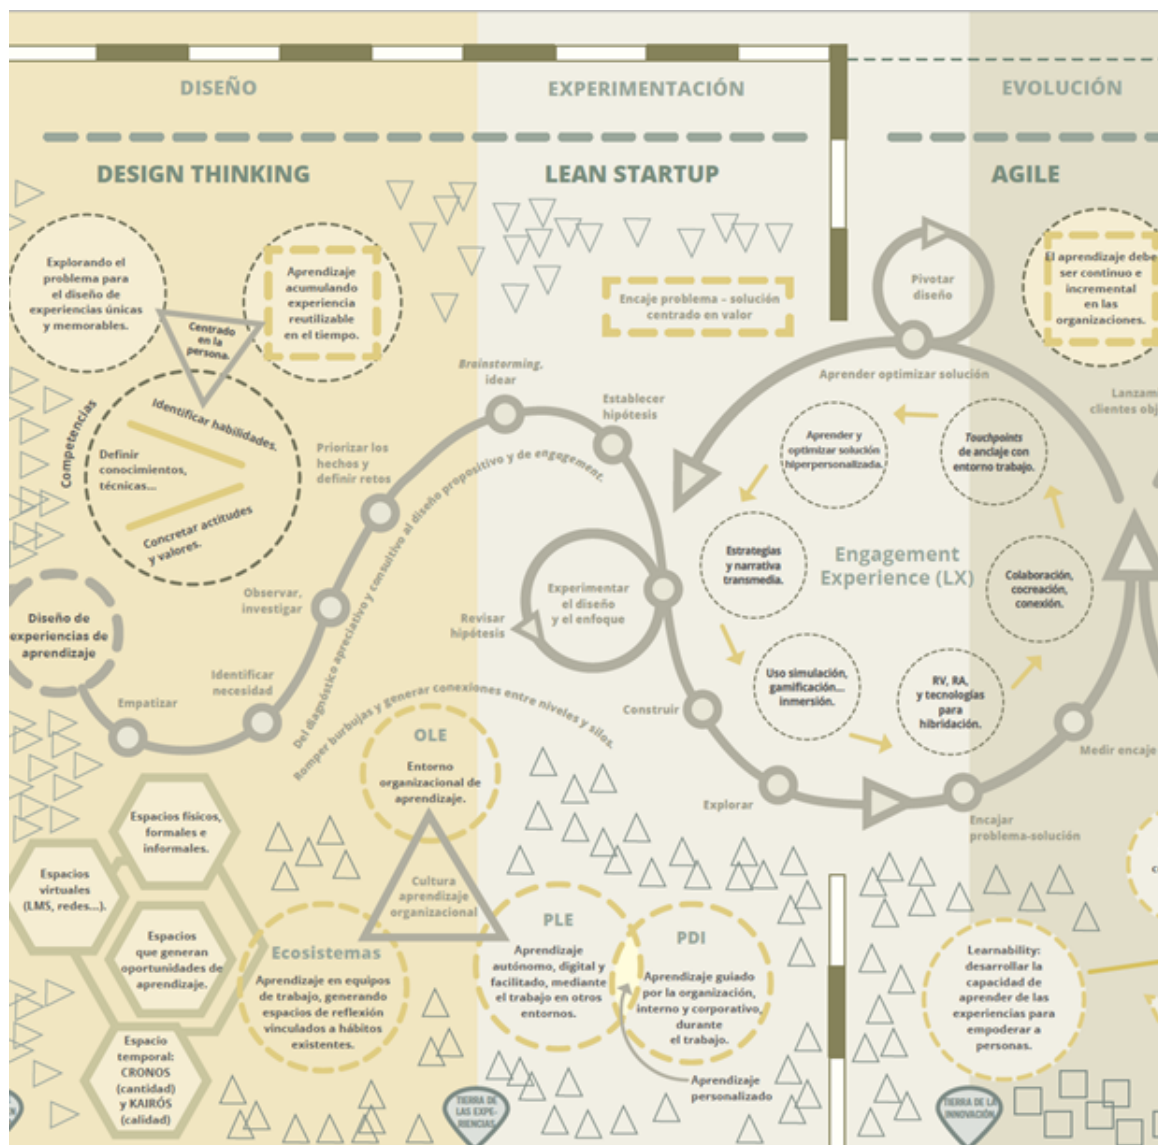 DISEÑO
EXPERIMENTACIÓN
EVOLUCIÓN
DESIGN THINKING
LEAN STARTUP
AGILE
Explorando el
problema para
el diseño de
experiencias únicas
y memorables.
Centrado
en la
persona.
Aprendizaje
acumulando
experiencia
reutilizable
en el tiempo.
Encaje problema – solución
centrado en valor
Pivotar
diseño
El aprendizaje debe
ser continuo e
incremental
en las
organizaciones.
Competencias
Identificar habilidades.
Definir
conocimientos,
técnicas...
Concretar actitudes
y valores.
Priorizar los
hechos y
definir retos
Brainstorming,
idear
Establecer
hipótesis
Aprender optimizar solución
clientes
Aprender y
optimizar solución
hiperpersonalizada.
Touchpoints
de anclaje con
entorno trabajo.
Estrategias
y narrativa
transmedia.
Engagement
Experience (LX)
Colaboración,
cocreación,
conexión.
Uso simulación,
gamificación...
inmersión.
RV, RA,
y tecnologías
para
hibridación.
Diseño de
experiencias de
aprendizaje
Empatizar
Identificar
necesidad
Observar,
investigar
Del diagnóstico apreciativo y consultivo al diseño propositivo y de engagement.
Romper burbujas y generar conexiones entre niveles y silos.
Revisar
hipótesis
Experimentar
el diseño
y el enfoque
Construir
Explorar
Encajar
problema-solución
Medir encaje
OLE
Entorno
organizacional de
aprendizaje.
Cultura
aprendizaje
organizacional
Espacios físicos,
formales e
informales.
Espacios
virtuales
(LMS, redes...).
Espacios
que generan
oportunidades de
aprendizaje.
Espacio
temporal:
CRONOS
(cantidad)
y KAIRÓS
(calidad)
Ecosistemas
Aprendizaje en equipos
de trabajo, generando
espacios de reflexión
vinculados a hábitos
existentes.
PLE
Aprendizaje
autónomo, digital y
facilitado, mediante
el trabajo en otros
entornos.
PDI
Aprendizaje guiado
por la organización,
interno y corporativo,
durante
el trabajo.
Aprendizaje
personalizado
Learnability:
desarrollar la
capacidad de
aprender de las
experiencias para
empoderar a
personas.
TIERRA DE
LAS EXPE-
RIENCIAS
TIERRA DE LA
INNOVACIÓN